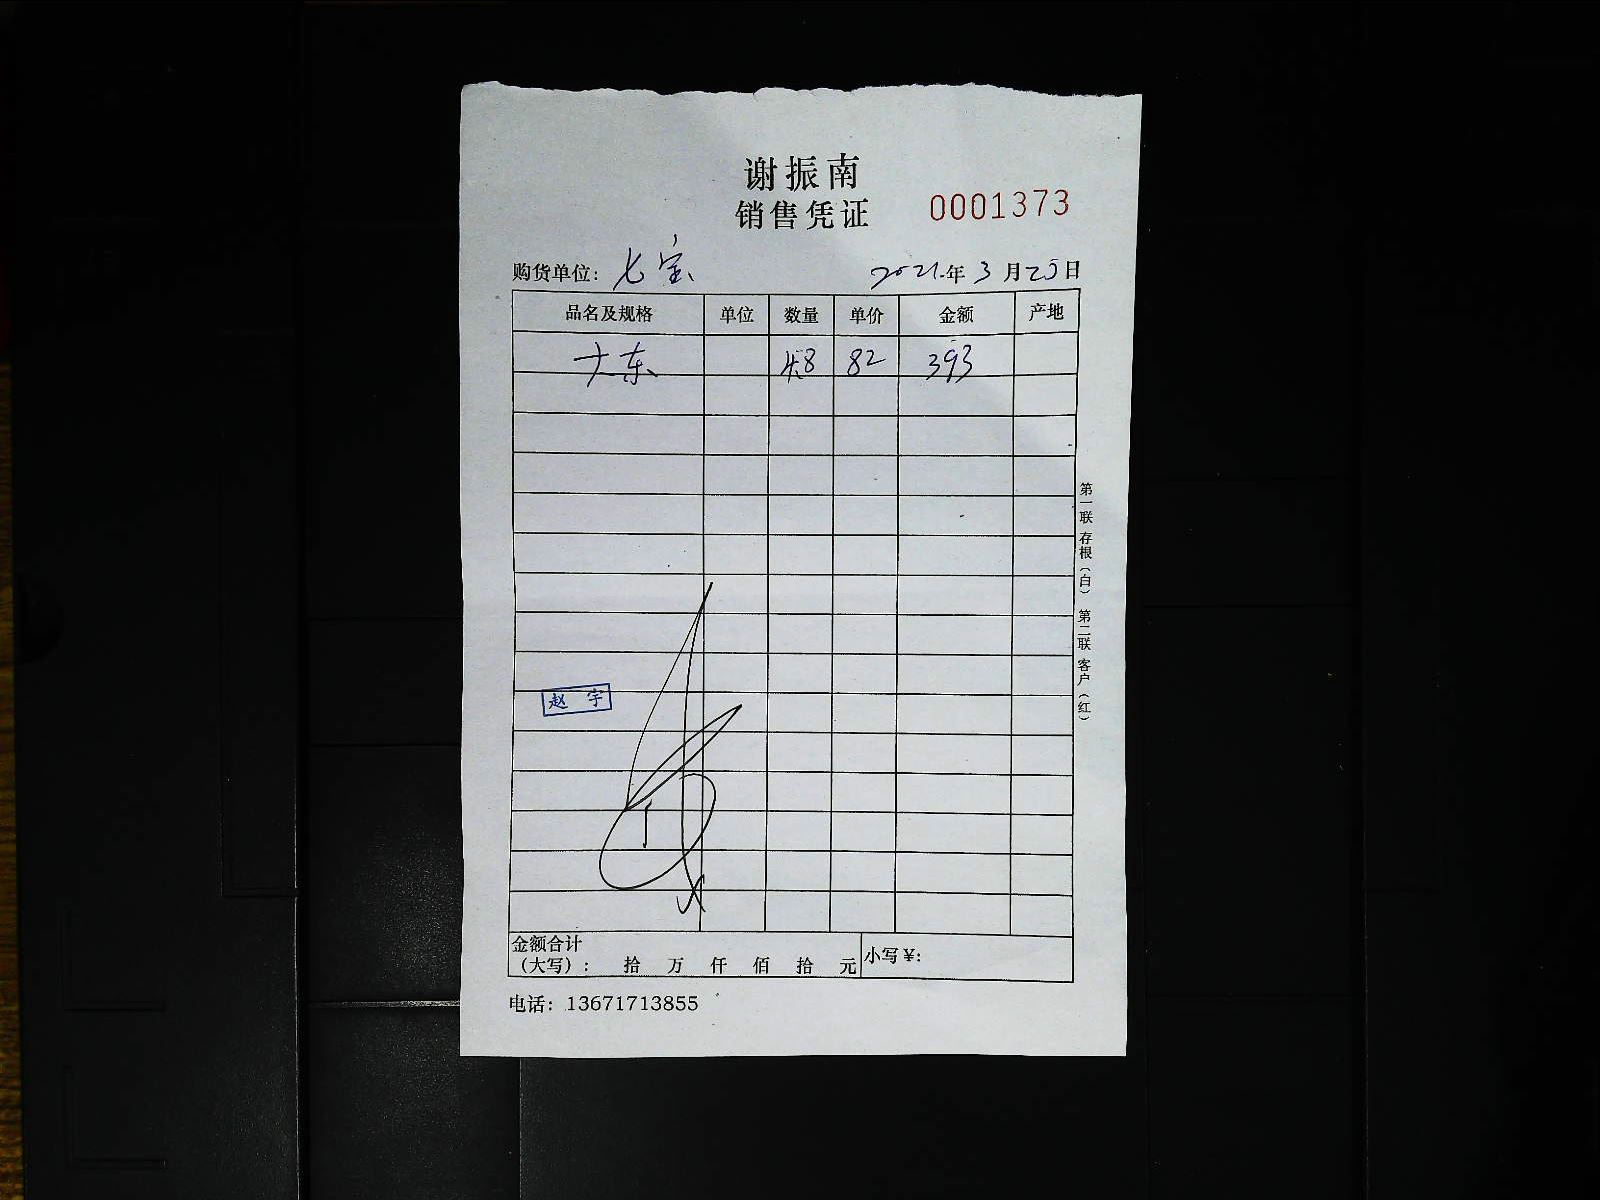 谢振南
销售凭证
0001373
购货单位: 七宝
2021年3月25日
品名及规格 单位 数量 单价 金额 产地
大东 4.8 82 393
第一联 存根(白) 第二联 客户(红)
赵 宇
金额合计
(大写): 拾 万 仟 佰 拾 元 小写¥:
电话: 13671713855